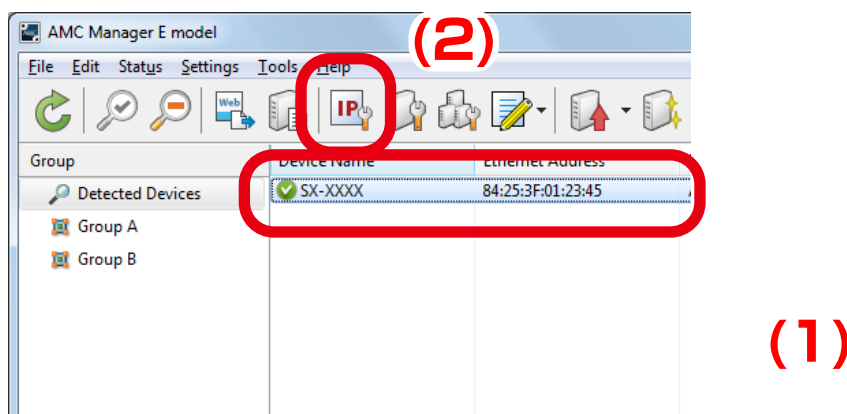 AMC Manager E model
(2)
File Edit Status Settings Tools Help
Web IP
Group Device Name Ethernet Address
Detected Devices SX-XXXX 84:25:3F:01:23:45
Group A
Group B
(1)